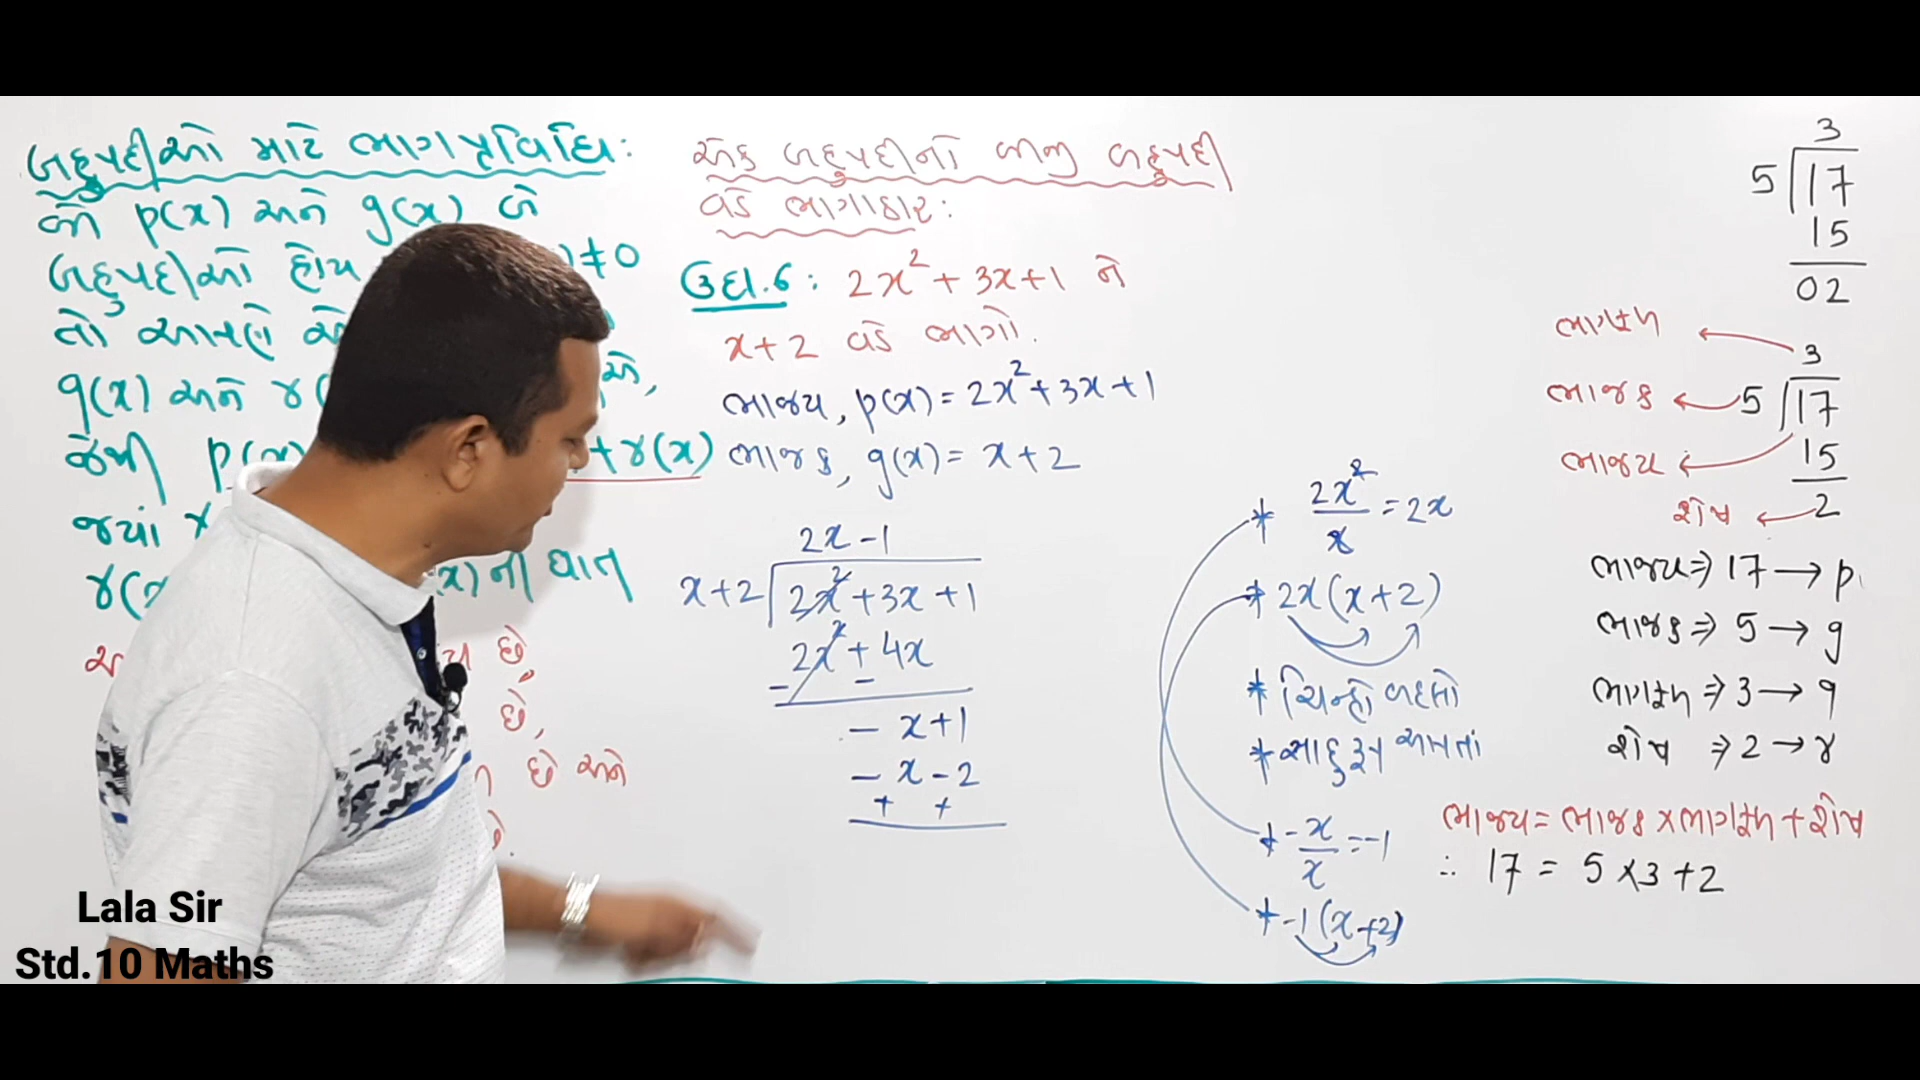 બહુપદીઓ માટે ભાગપ્રવિધિ:
જો p(x) અને g(x) બે
બહુપદીઓ હોય ≠0
તો આપણે
q(x) અને r(
જેથી p(x) +r(x)
જ્યાં
r( (x)ની ઘાત
છે,
છે,
છે અને
એક બહુપદીનો બીજી બહુપદી
વડે ભાગાકાર:
ઉદા.6: 2x²+3x+1 ને
x+2 વડે ભાગો.
ભાજ્ય, p(x)=2x²+3x+1
ભાજક, g(x)= x+2
2x-1
x+2 2x²+3x+1
2x²+4x
- -
- x+1
- x-2
+ +
* 2x²/x = 2x
* 2x(x+2)
* ચિન્હો બદલતો
* સાદુરૂપ આપતાં
* -x/x = -1
* -1(x+2)
3
5 17
15
02
ભાગફળ 3
ભાજક 5 17
ભાજ્ય 15
શેષ 2
ભાજ્ય ⇒ 17 → p
ભાજક ⇒ 5 → g
ભાગફળ ⇒ 3 → q
શેષ ⇒ 2 → r
ભાજ્ય = ભાજક × ભાગફળ + શેષ
∴ 17 = 5 × 3 + 2
Lala Sir
Std.10 Maths